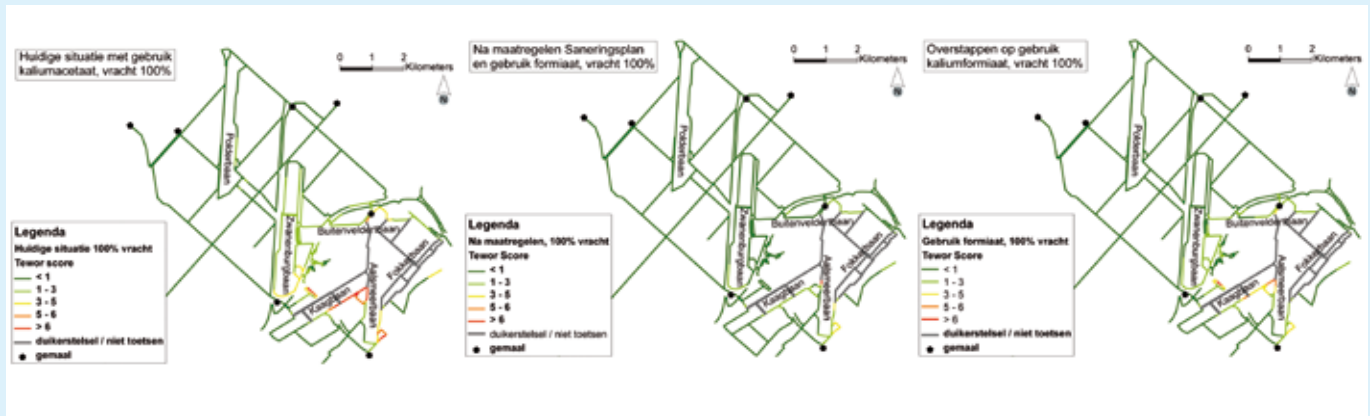 Huidige situatie met gebruik
kaliumacetaat, vracht 100%
0 1 2
Kilometers
N
Polderbaan
Zwanenburgbaan
Buitenveldertbaan
Fokkerbaan
Aalsmeerbaan
Kaagbaan
Legenda
Huidige situatie 100% vracht
Tewor Score
< 1
1 - 3
3 - 5
5 - 6
> 6
duikerstelsel / niet toetsen
gemaal
Na maatregelen Saneringsplan
en gebruik formiaat, vracht 100%
0 1 2
Kilometers
N
Polderbaan
Zwanenburgbaan
Buitenveldertbaan
Fokkerbaan
Aalsmeerbaan
Kaagbaan
Legenda
Na maatregelen, 100% vracht
Tewor Score
< 1
1 - 3
3 - 5
5 - 6
> 6
duikerstelsel / niet toetsen
gemaal
Overstappen op gebruik
kaliumformiaat, vracht 100%
0 1 2
Kilometers
N
Polderbaan
Zwanenburgbaan
Buitenveldertbaan
Fokkerbaan
Aalsmeerbaan
Kaagbaan
Legenda
Gebruik formiaat, 100% vracht
Tewor Score
< 1
1 - 3
3 - 5
5 - 6
> 6
duikerstelsel / niet toetsen
gemaal